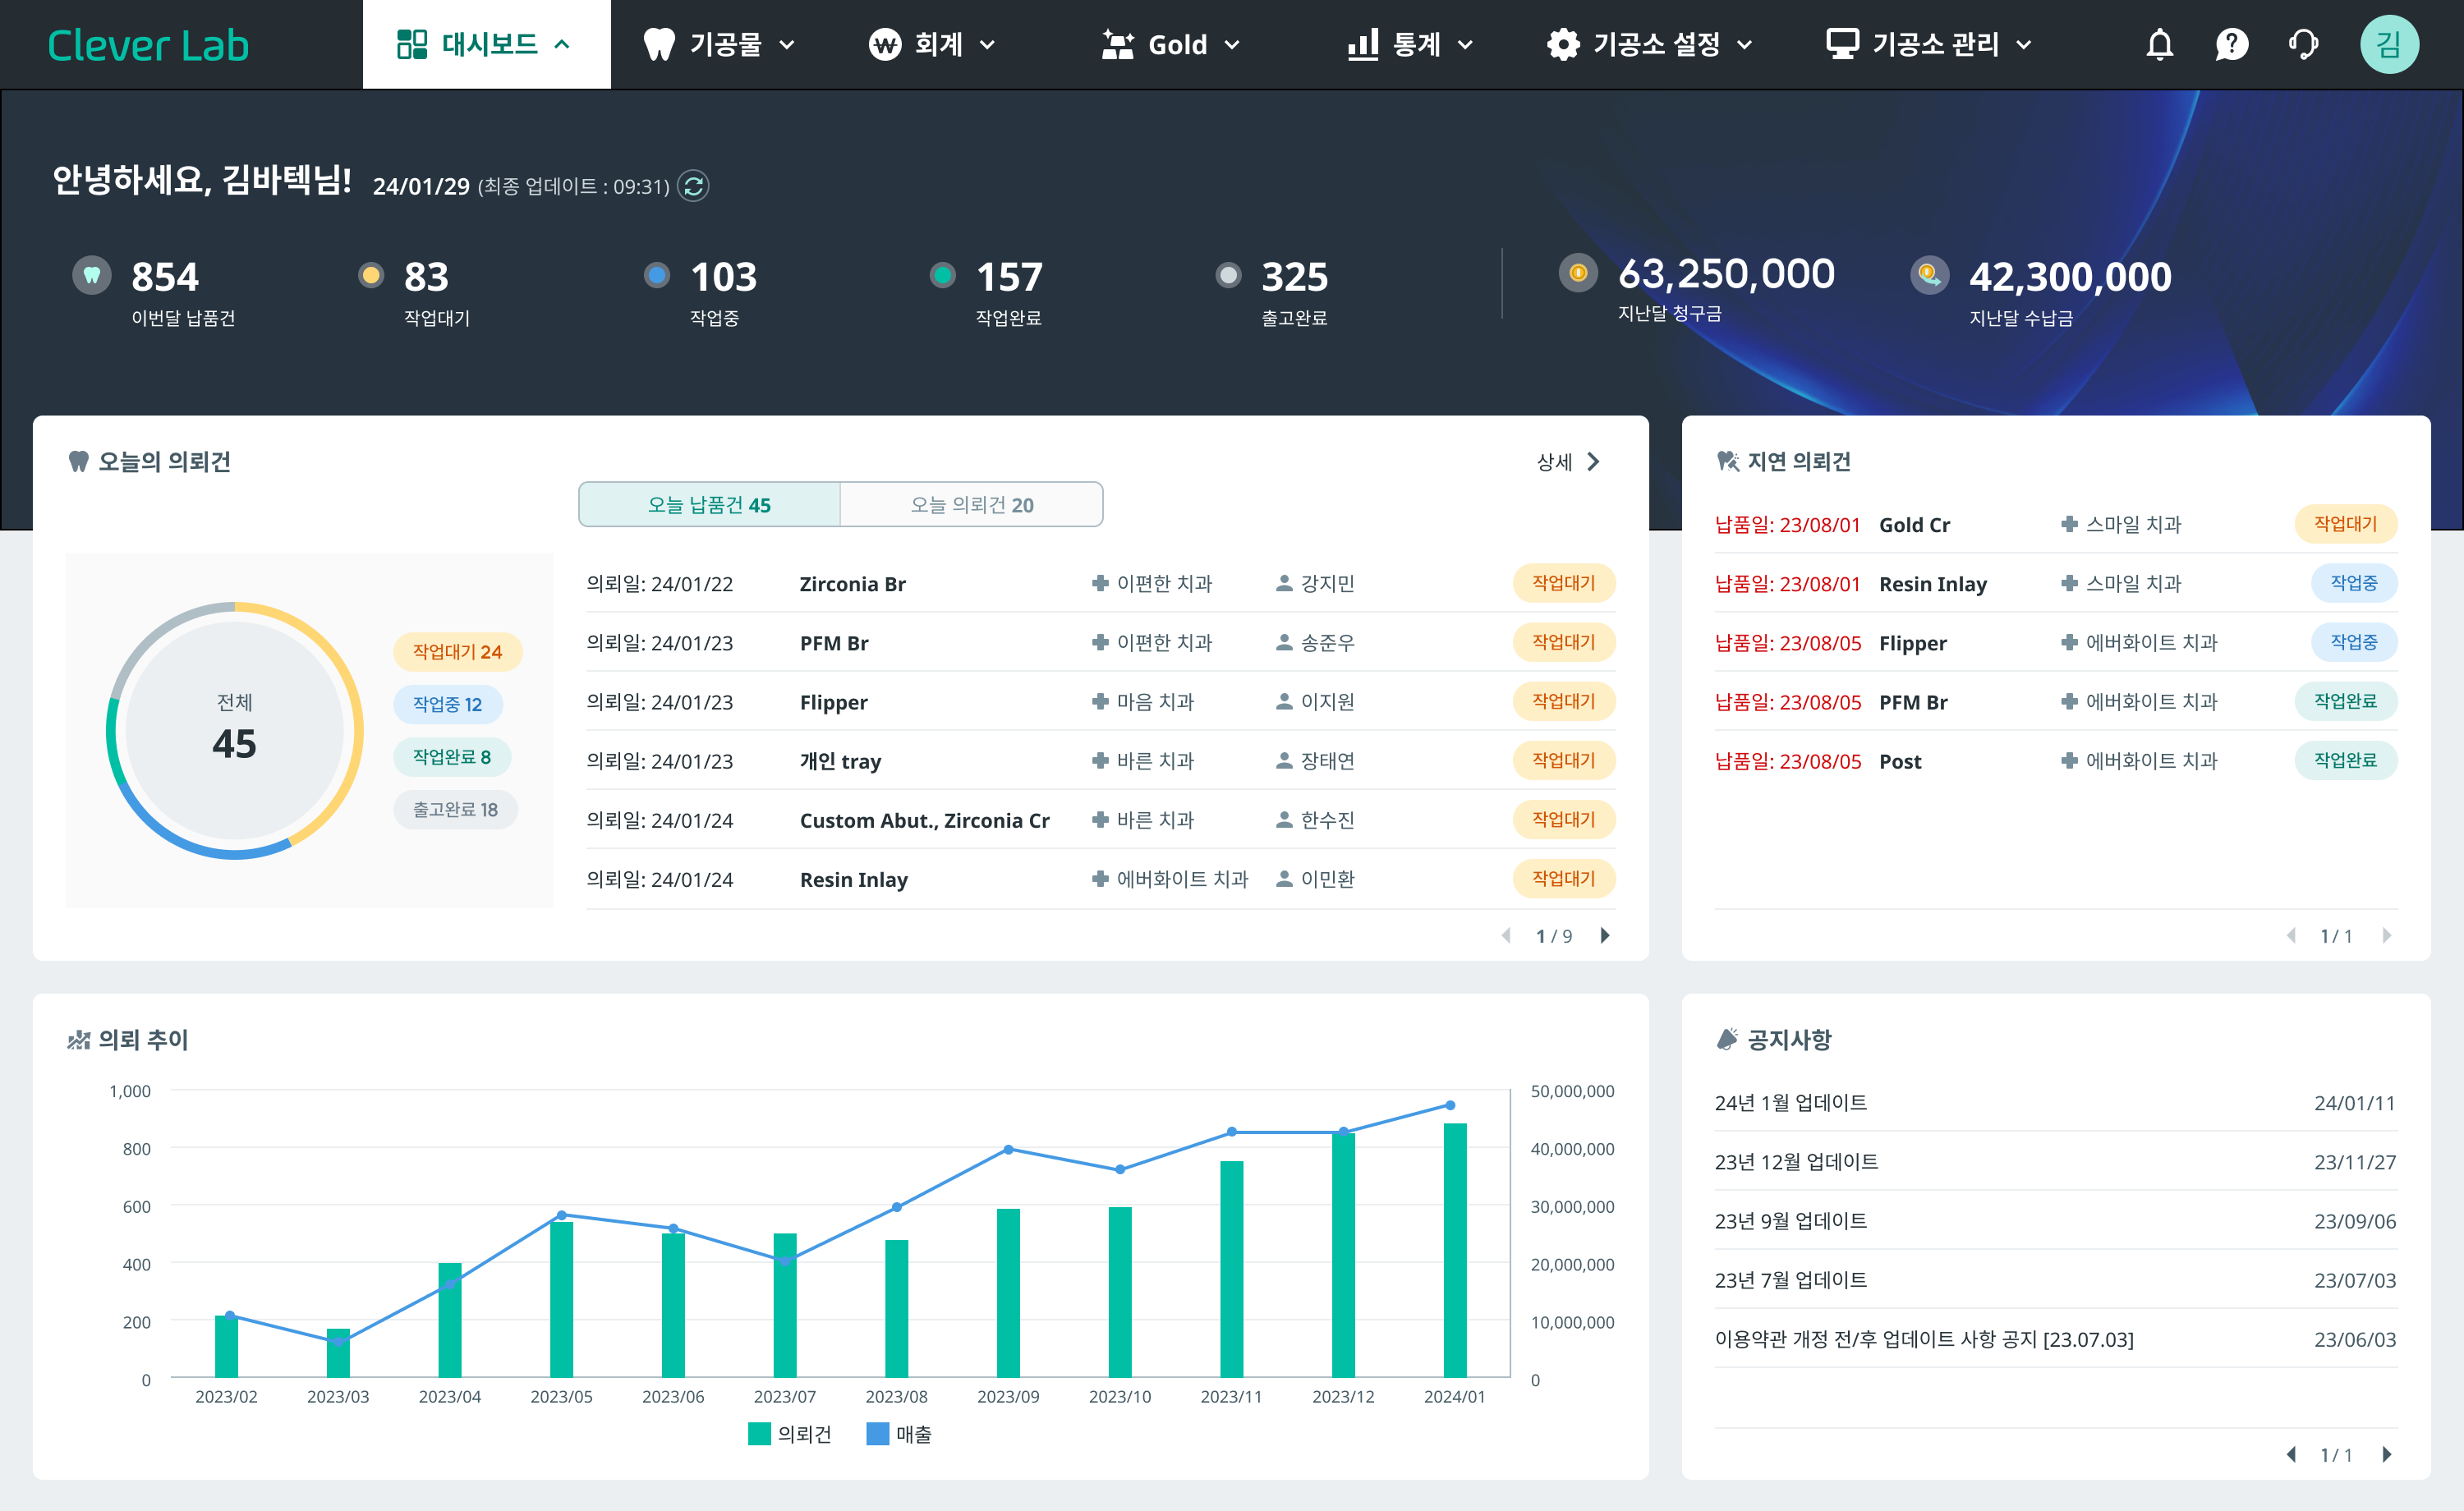 Clever Lab
대시보드
기공물
회계
Gold
통계
기공소 설정
기공소 관리
김
안녕하세요, 김바텍님! 24/01/29 (최종 업데이트 : 09:31)
854
이번달 납품건
83
작업대기
103
작업중
157
작업완료
325
출고완료
63,250,000
지난달 청구금
42,300,000
지난달 수납금
오늘의 의뢰건
상세
오늘 납품건 45
오늘 의뢰건 20
전체
45
작업대기 24
작업중 12
작업완료 8
출고완료 18
의뢰일: 24/01/22 Zirconia Br 이편한 치과 강지민 작업대기
의뢰일: 24/01/23 PFM Br 이편한 치과 송준우 작업대기
의뢰일: 24/01/23 Flipper 마음 치과 이지원 작업대기
의뢰일: 24/01/23 개인 tray 바른 치과 장태연 작업대기
의뢰일: 24/01/24 Custom Abut., Zirconia Cr 바른 치과 한수진 작업대기
의뢰일: 24/01/24 Resin Inlay 에버화이트 치과 이민환 작업대기
1 / 9
지연 의뢰건
납품일: 23/08/01 Gold Cr 스마일 치과 작업대기
납품일: 23/08/01 Resin Inlay 스마일 치과 작업중
납품일: 23/08/05 Flipper 에버화이트 치과 작업중
납품일: 23/08/05 PFM Br 에버화이트 치과 작업완료
납품일: 23/08/05 Post 에버화이트 치과 작업완료
1 / 1
의뢰 추이
1,000
800
600
400
200
0
50,000,000
40,000,000
30,000,000
20,000,000
10,000,000
0
2023/02 2023/03 2023/04 2023/05 2023/06 2023/07 2023/08 2023/09 2023/10 2023/11 2023/12 2024/01
의뢰건 매출
공지사항
24년 1월 업데이트 24/01/11
23년 12월 업데이트 23/11/27
23년 9월 업데이트 23/09/06
23년 7월 업데이트 23/07/03
이용약관 개정 전/후 업데이트 사항 공지 [23.07.03] 23/06/03
1 / 1